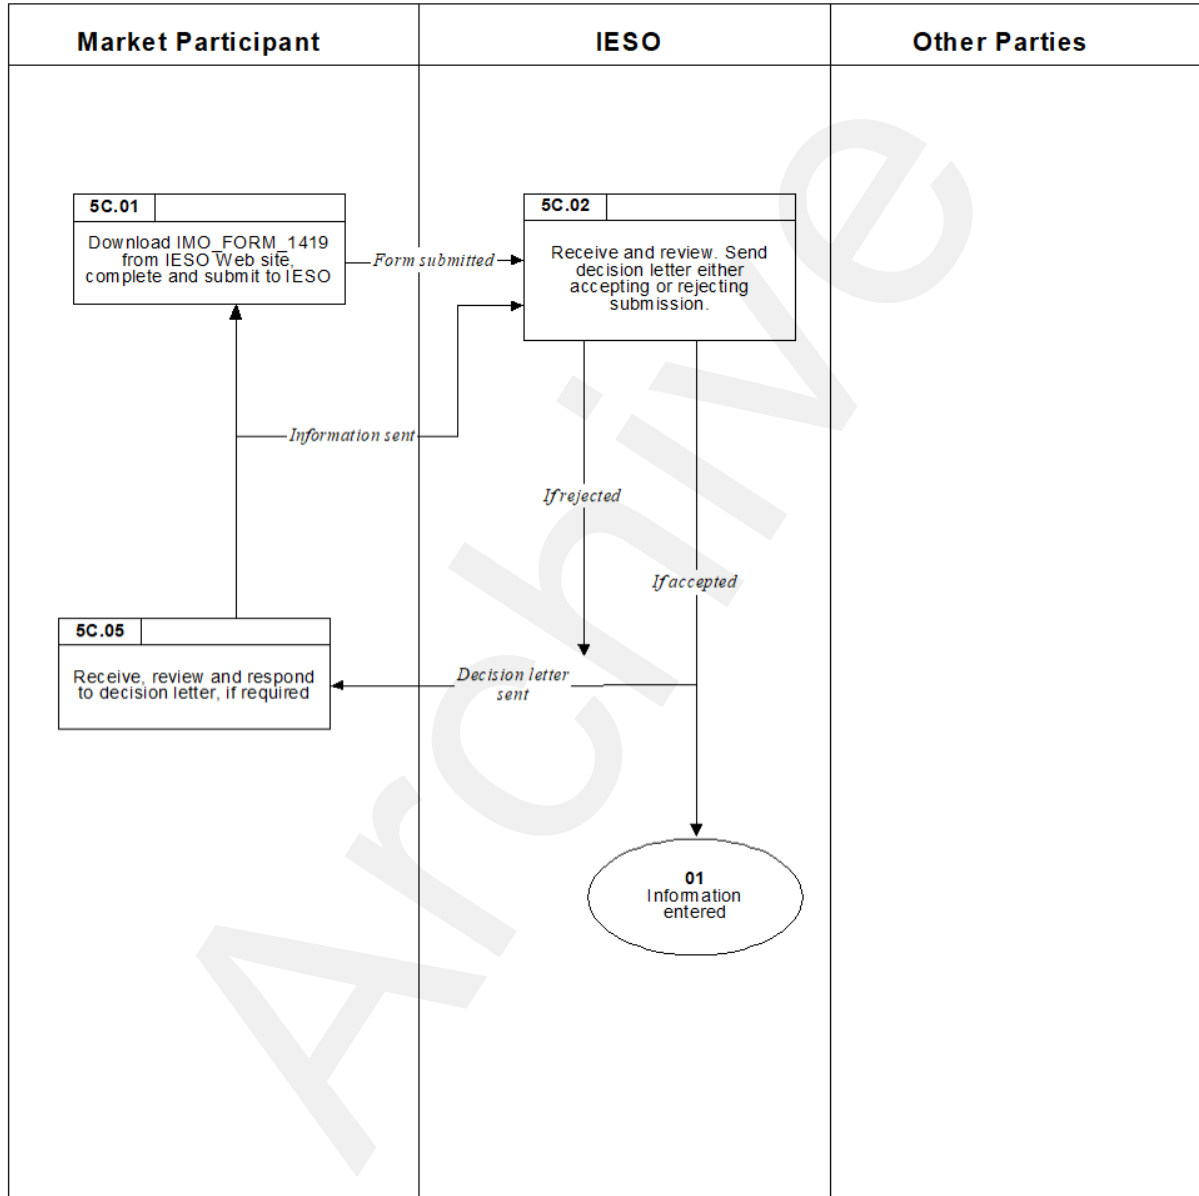 Market Participant
IESO
Other Parties
5C.01
Download IMO_FORM_1419
from IESO Web site,
complete and submit to IESO
Form submitted
5C.02
Receive and review. Send
decision letter either
accepting or rejecting
submission.
Information sent
If rejected
If accepted
5C.05
Receive, review and respond
to decision letter, if required
Decision letter
sent
01
Information
entered
Archive